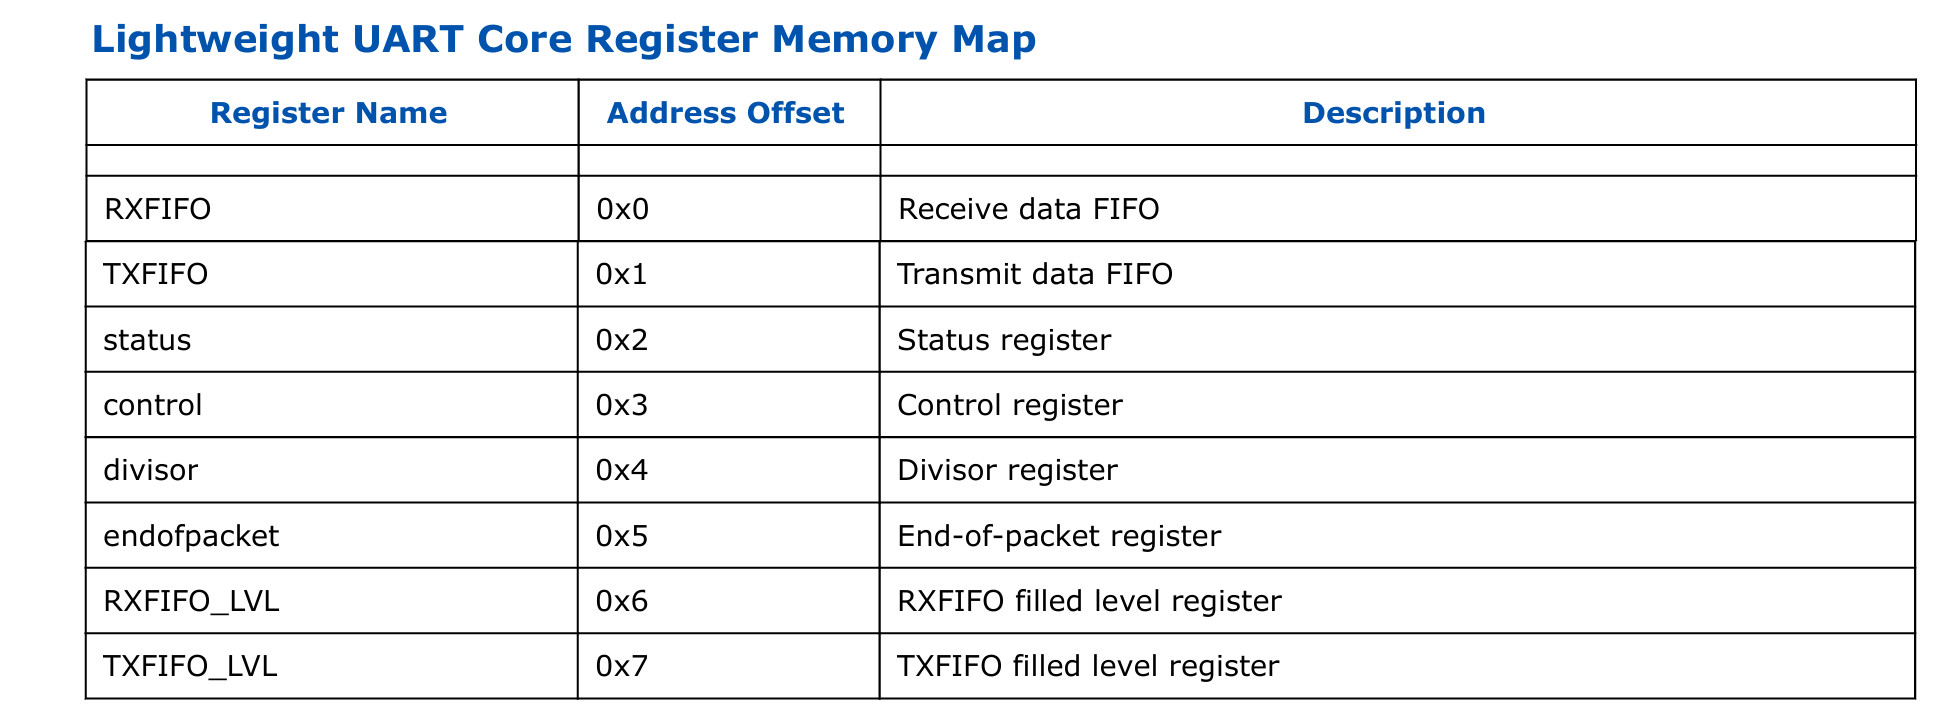 Lightweight UART Core Register Memory Map
Register Name Address Offset Description
RXFIFO 0x0 Receive data FIFO
TXFIFO 0x1 Transmit data FIFO
status 0x2 Status register
control 0x3 Control register
divisor 0x4 Divisor register
endofpacket 0x5 End-of-packet register
RXFIFO_LVL 0x6 RXFIFO filled level register
TXFIFO_LVL 0x7 TXFIFO filled level register